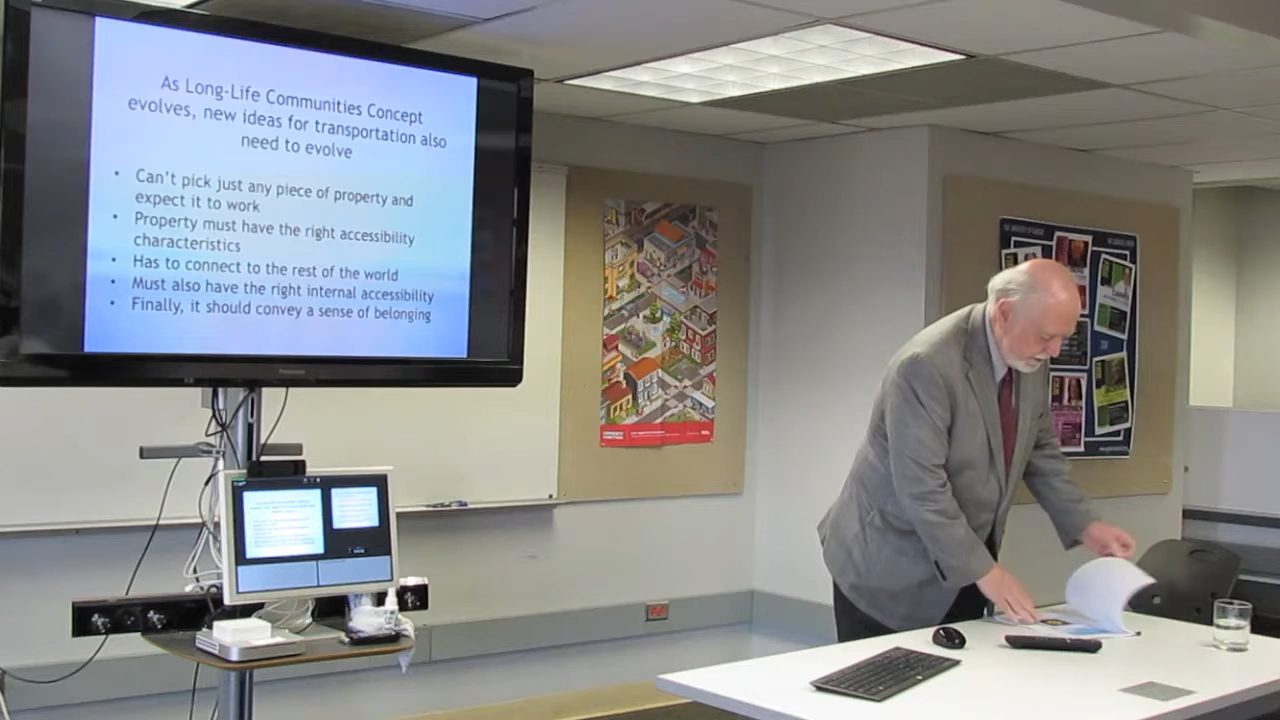 As Long-Life Communities Concept
evolves, new ideas for transportation also
need to evolve
• Can't pick just any piece of property and
expect it to work
• Property must have the right accessibility
characteristics
• Has to connect to the rest of the world
• Must also have the right internal accessibility
• Finally, it should convey a sense of belonging
Panasonic